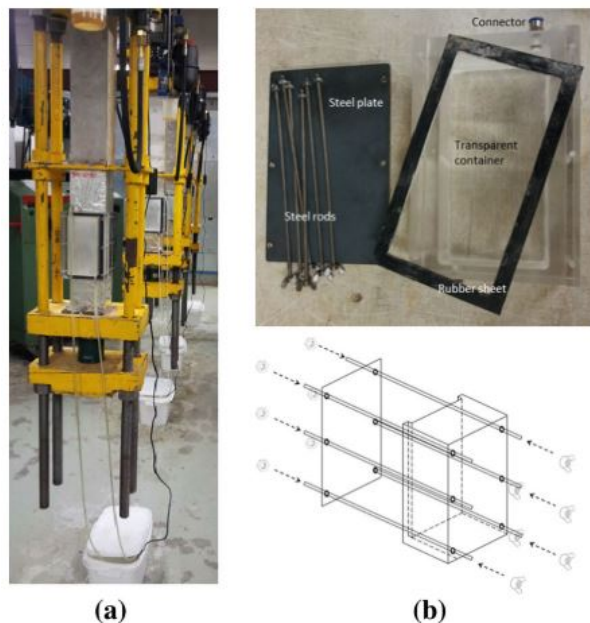 Connector
Steel plate
Transparent
container
Steel rods
Rubber sheet
(a)
(b)